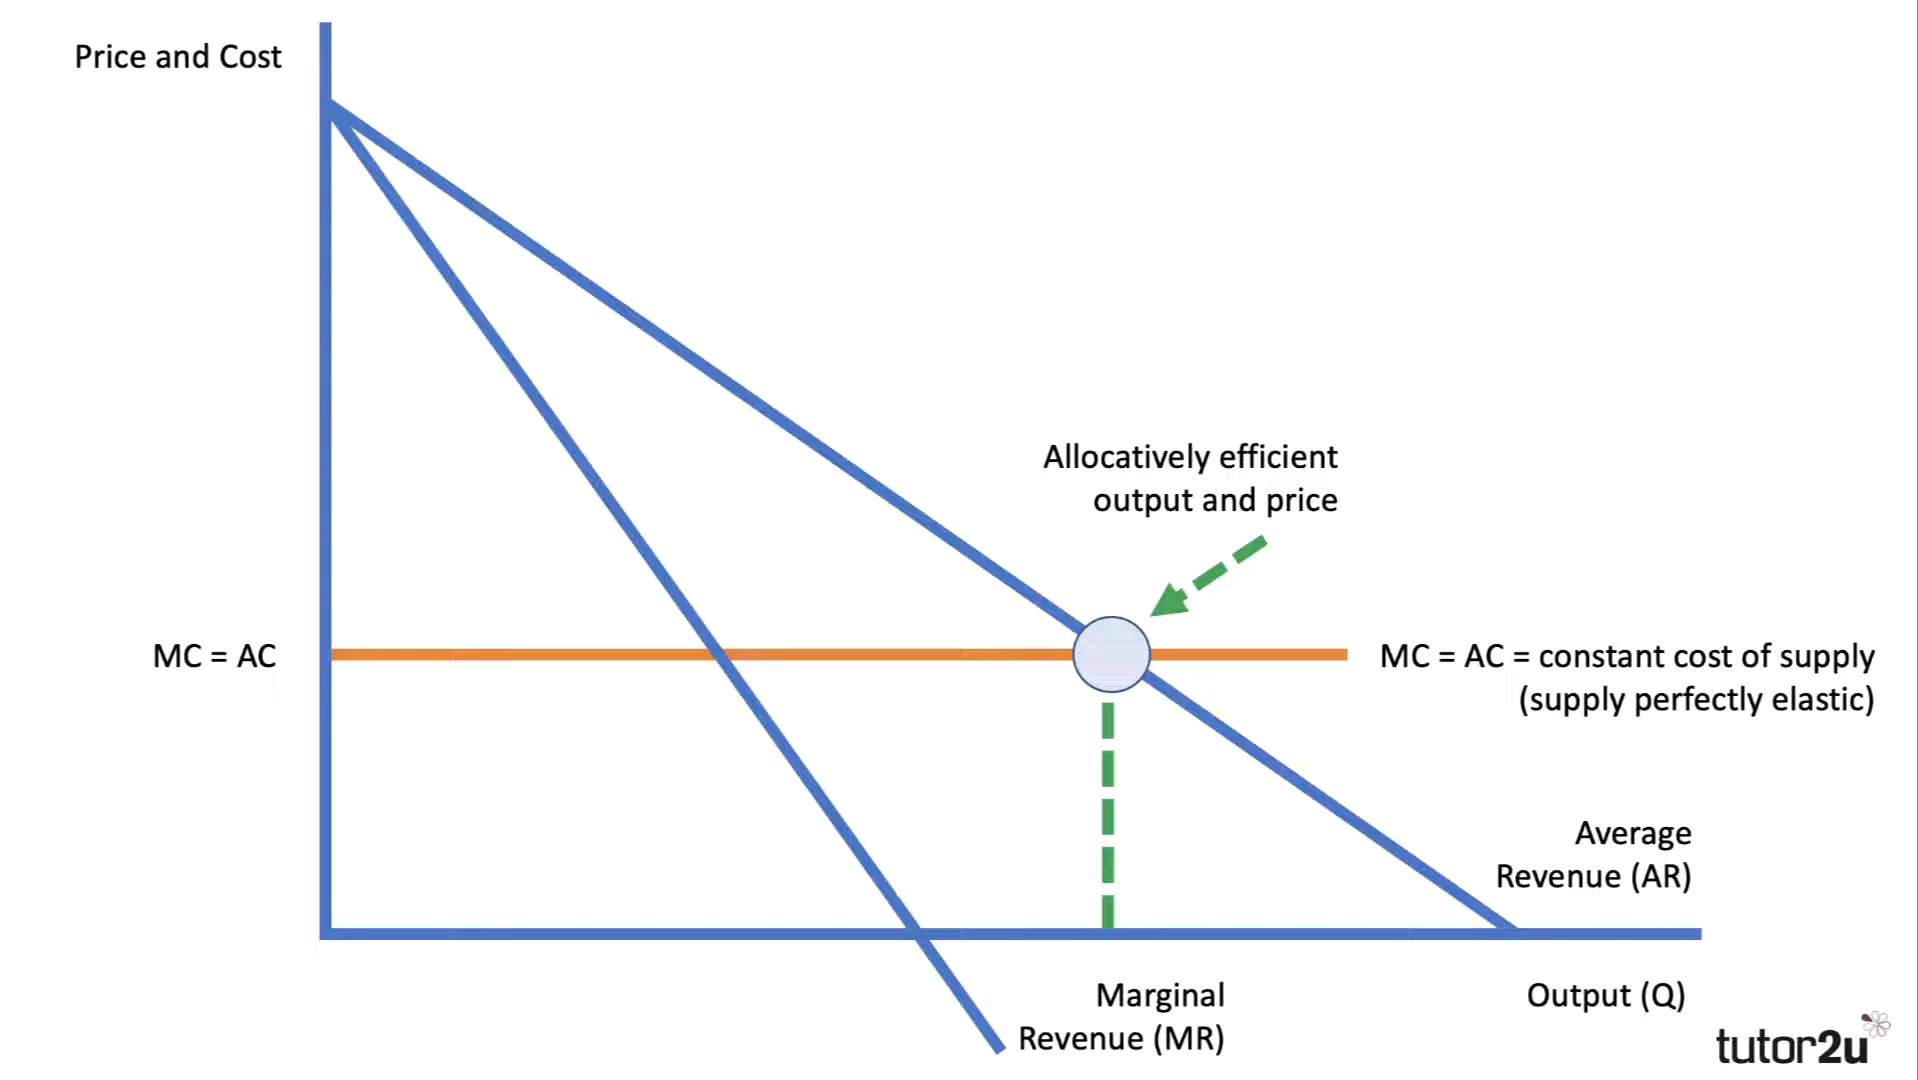 Price and Cost
Allocatively efficient
output and price
MC = AC
MC = AC = constant cost of supply
(supply perfectly elastic)
Average
Revenue (AR)
Marginal
Revenue (MR)
Output (Q)
tutor2u